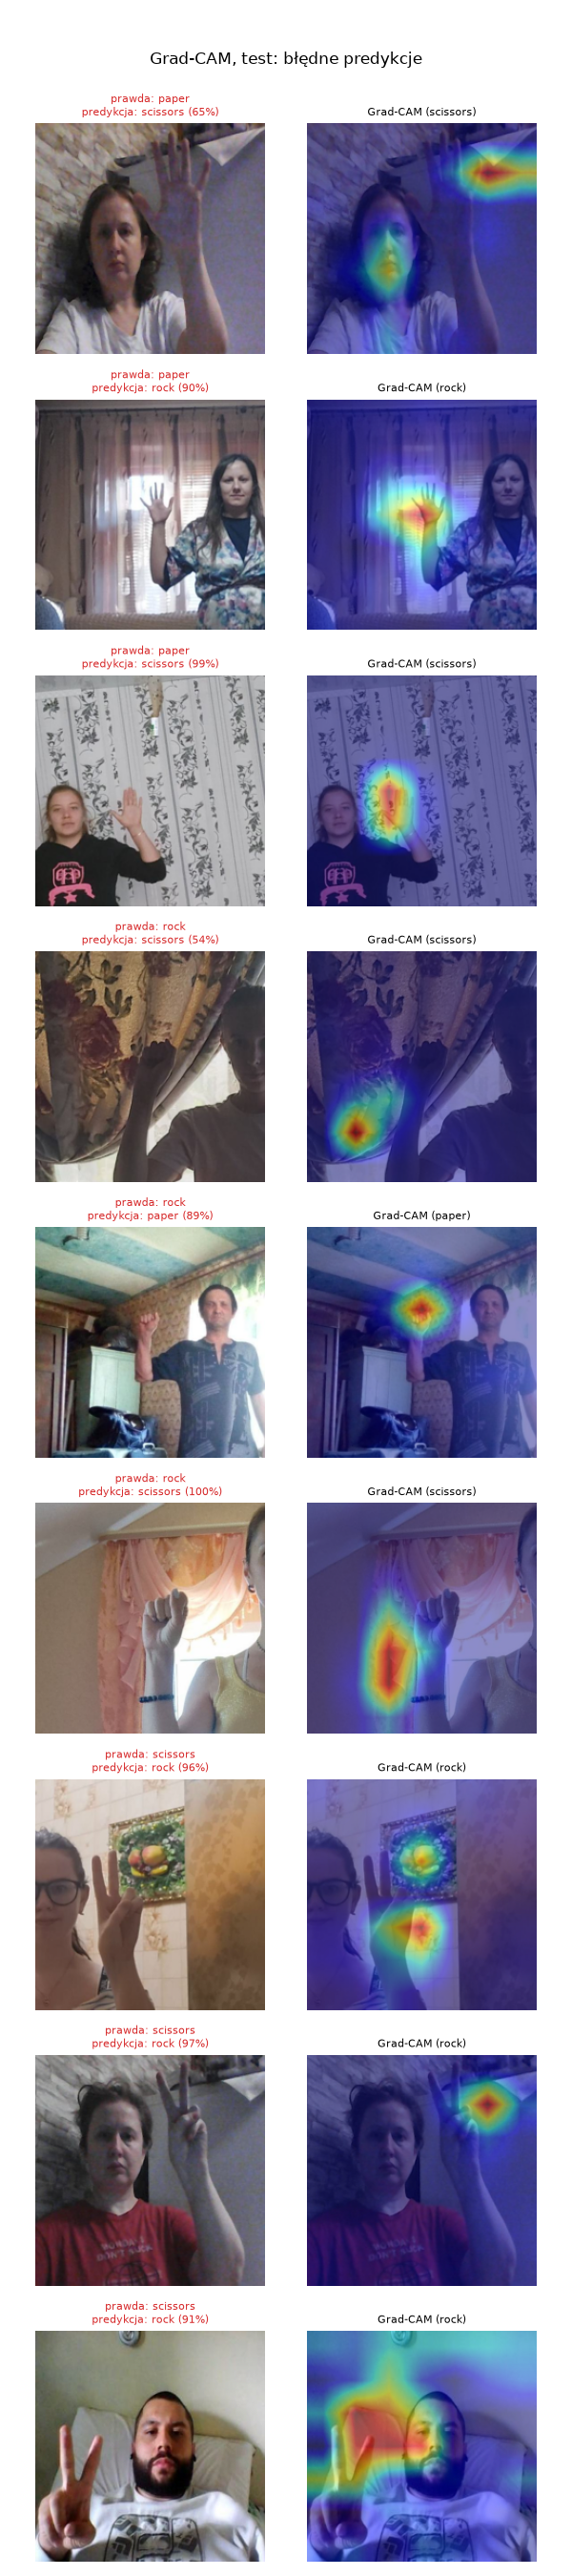 Grad-CAM, test: błędne predykcje
prawda: paper
predykcja: scissors (65%)
Grad-CAM (scissors)
prawda: paper
predykcja: rock (90%)
Grad-CAM (rock)
prawda: paper
predykcja: scissors (99%)
Grad-CAM (scissors)
prawda: rock
predykcja: scissors (54%)
Grad-CAM (scissors)
prawda: rock
predykcja: paper (89%)
Grad-CAM (paper)
prawda: rock
predykcja: scissors (100%)
Grad-CAM (scissors)
prawda: scissors
predykcja: rock (96%)
Grad-CAM (rock)
prawda: scissors
predykcja: rock (97%)
Grad-CAM (rock)
prawda: scissors
predykcja: rock (91%)
Grad-CAM (rock)